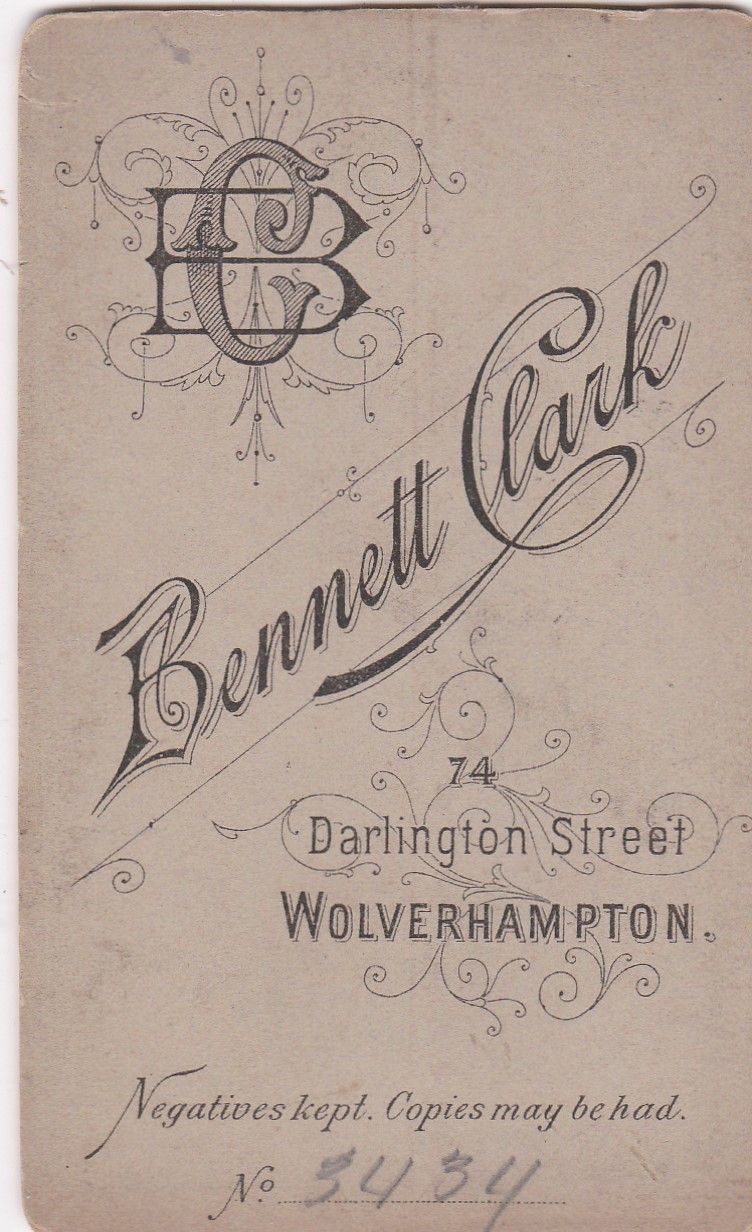 BC
Bennett Clark
74
Darlington Street
WOLVERHAMPTON.
Negatives kept. Copies may be had.
No. 3434